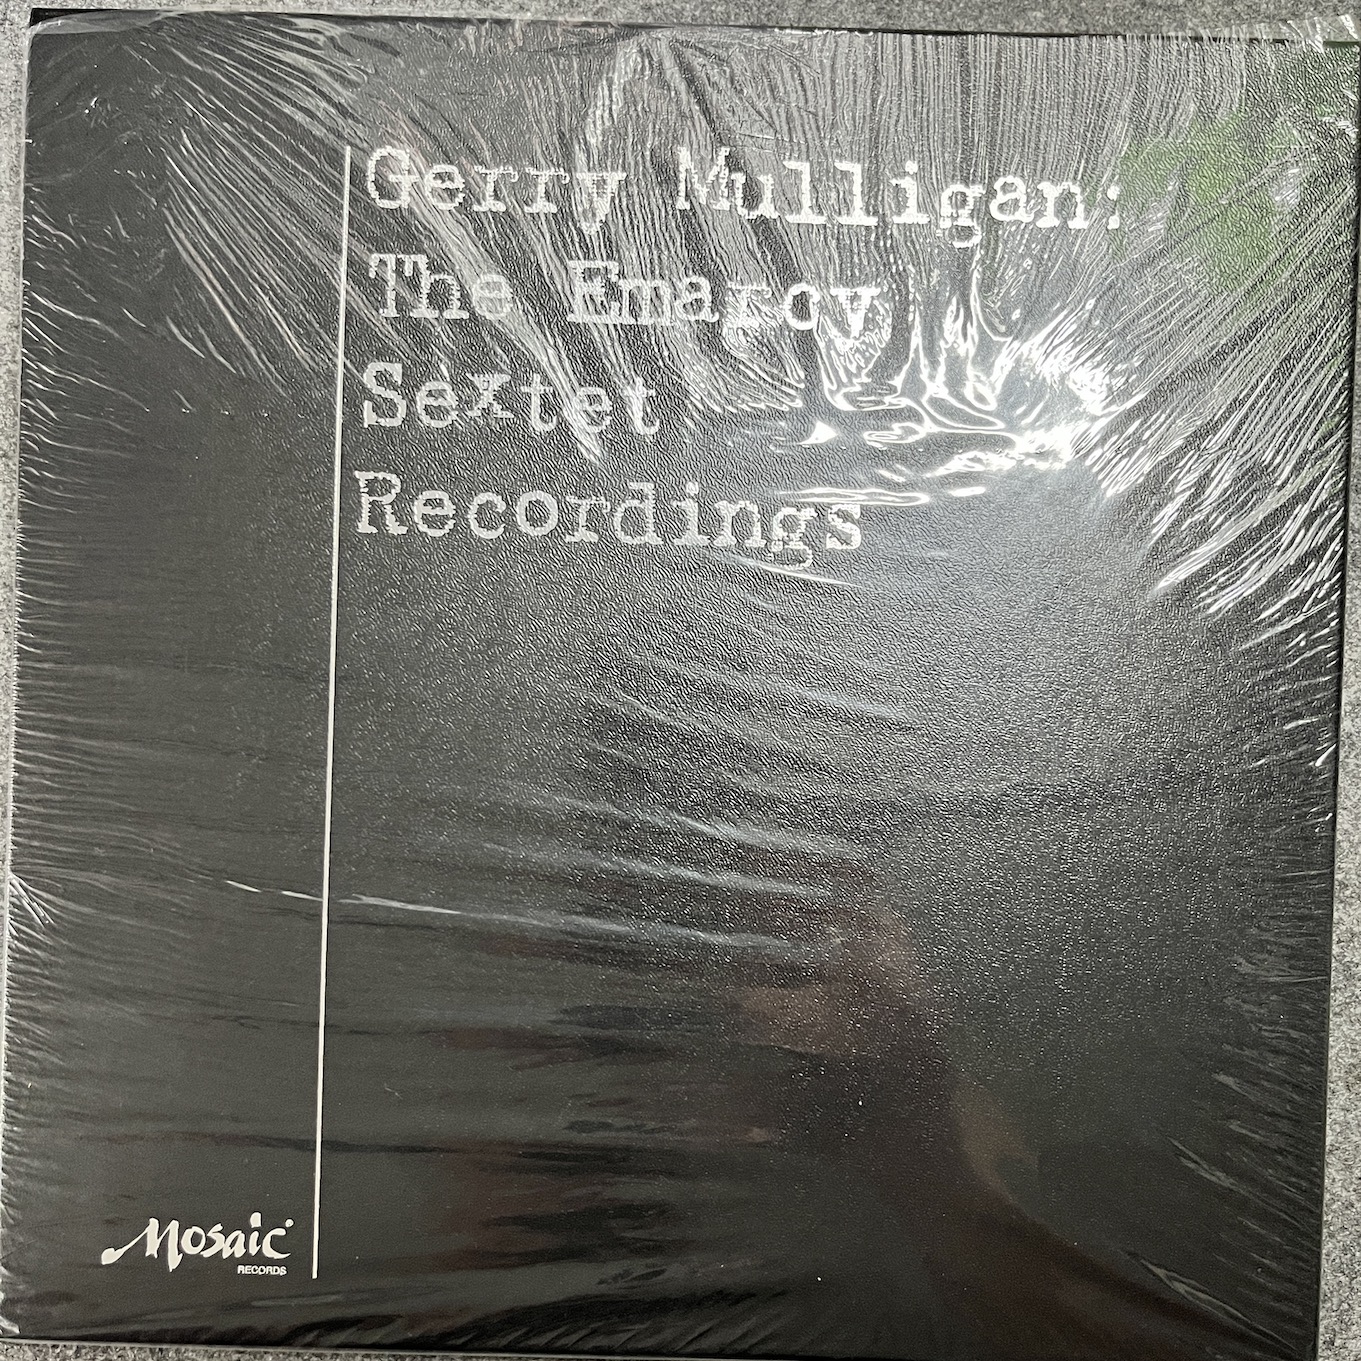 Gerry Mulligan:
The Emarcy
Sextet
Recordings
Mosaic
RECORDS